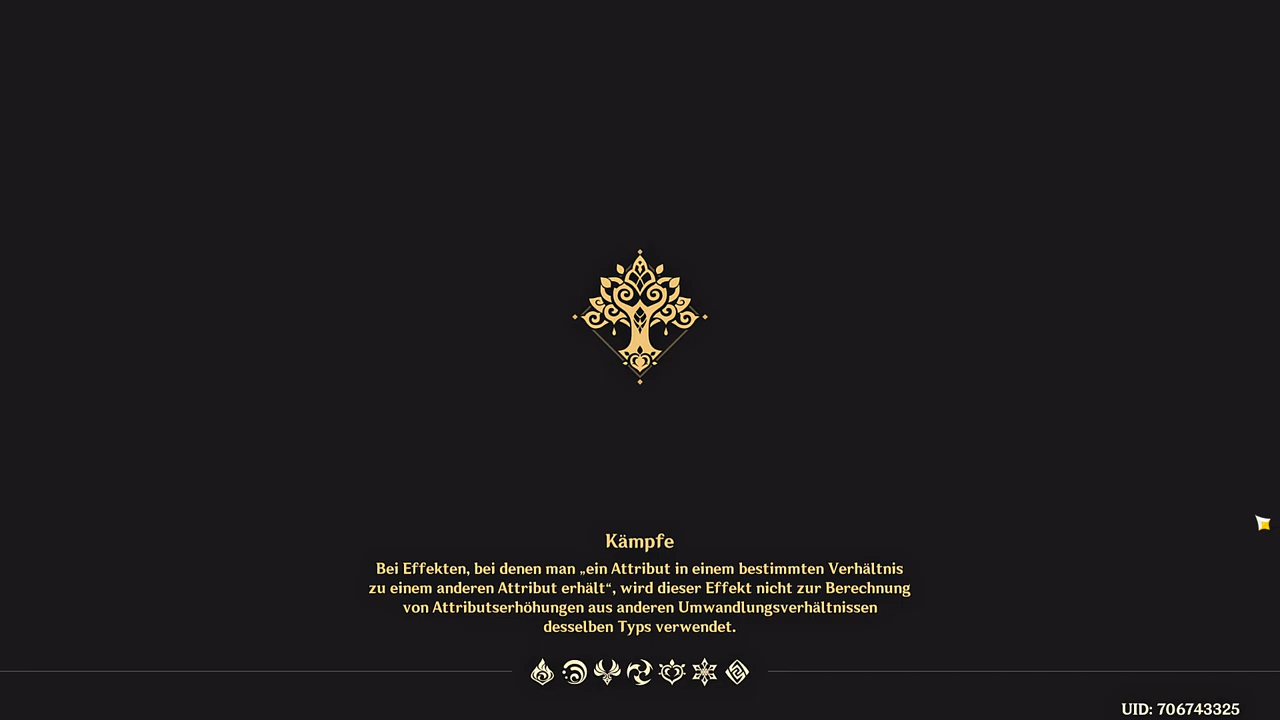 Kämpfe
Bei Effekten, bei denen man „ein Attribut in einem bestimmten Verhältnis
zu einem anderen Attribut erhält“, wird dieser Effekt nicht zur Berechnung
von Attributserhöhungen aus anderen Umwandlungsverhältnissen
desselben Typs verwendet.
UID: 706743325